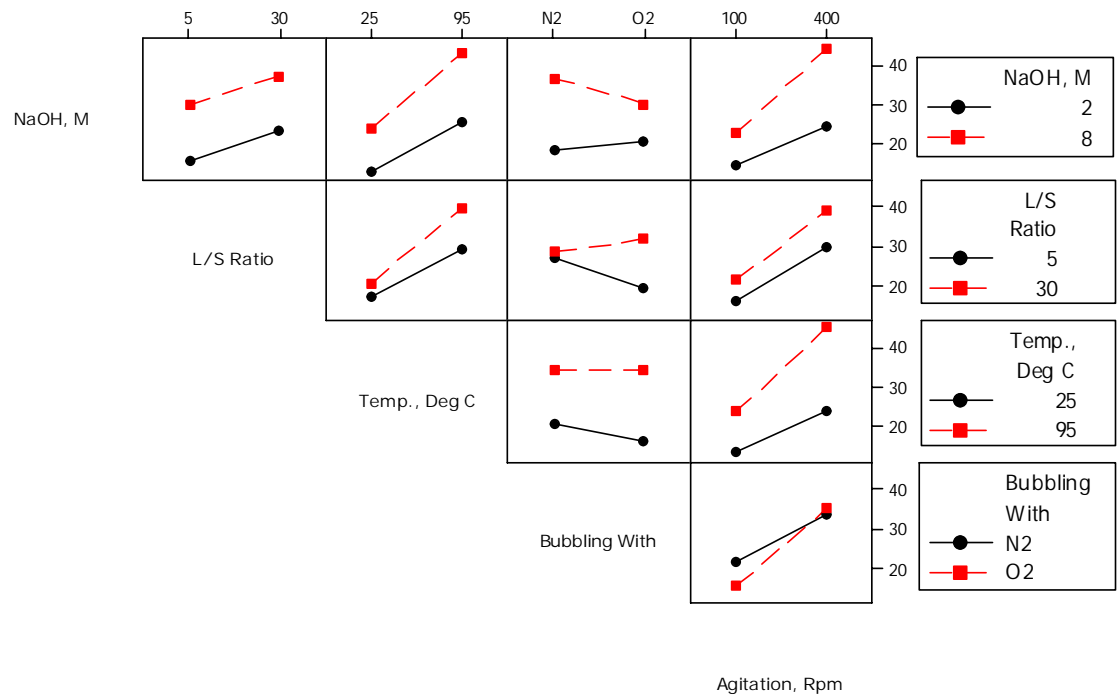 5 30 25 95 N2 O2 100 400
NaOH, M
40
30
20
NaOH, M
2
8
L/S Ratio
40
30
20
L/S
Ratio
5
30
Temp., Deg C
40
30
20
Temp.,
Deg C
25
95
Bubbling With
40
30
20
Bubbling
With
N2
O2
Agitation, Rpm